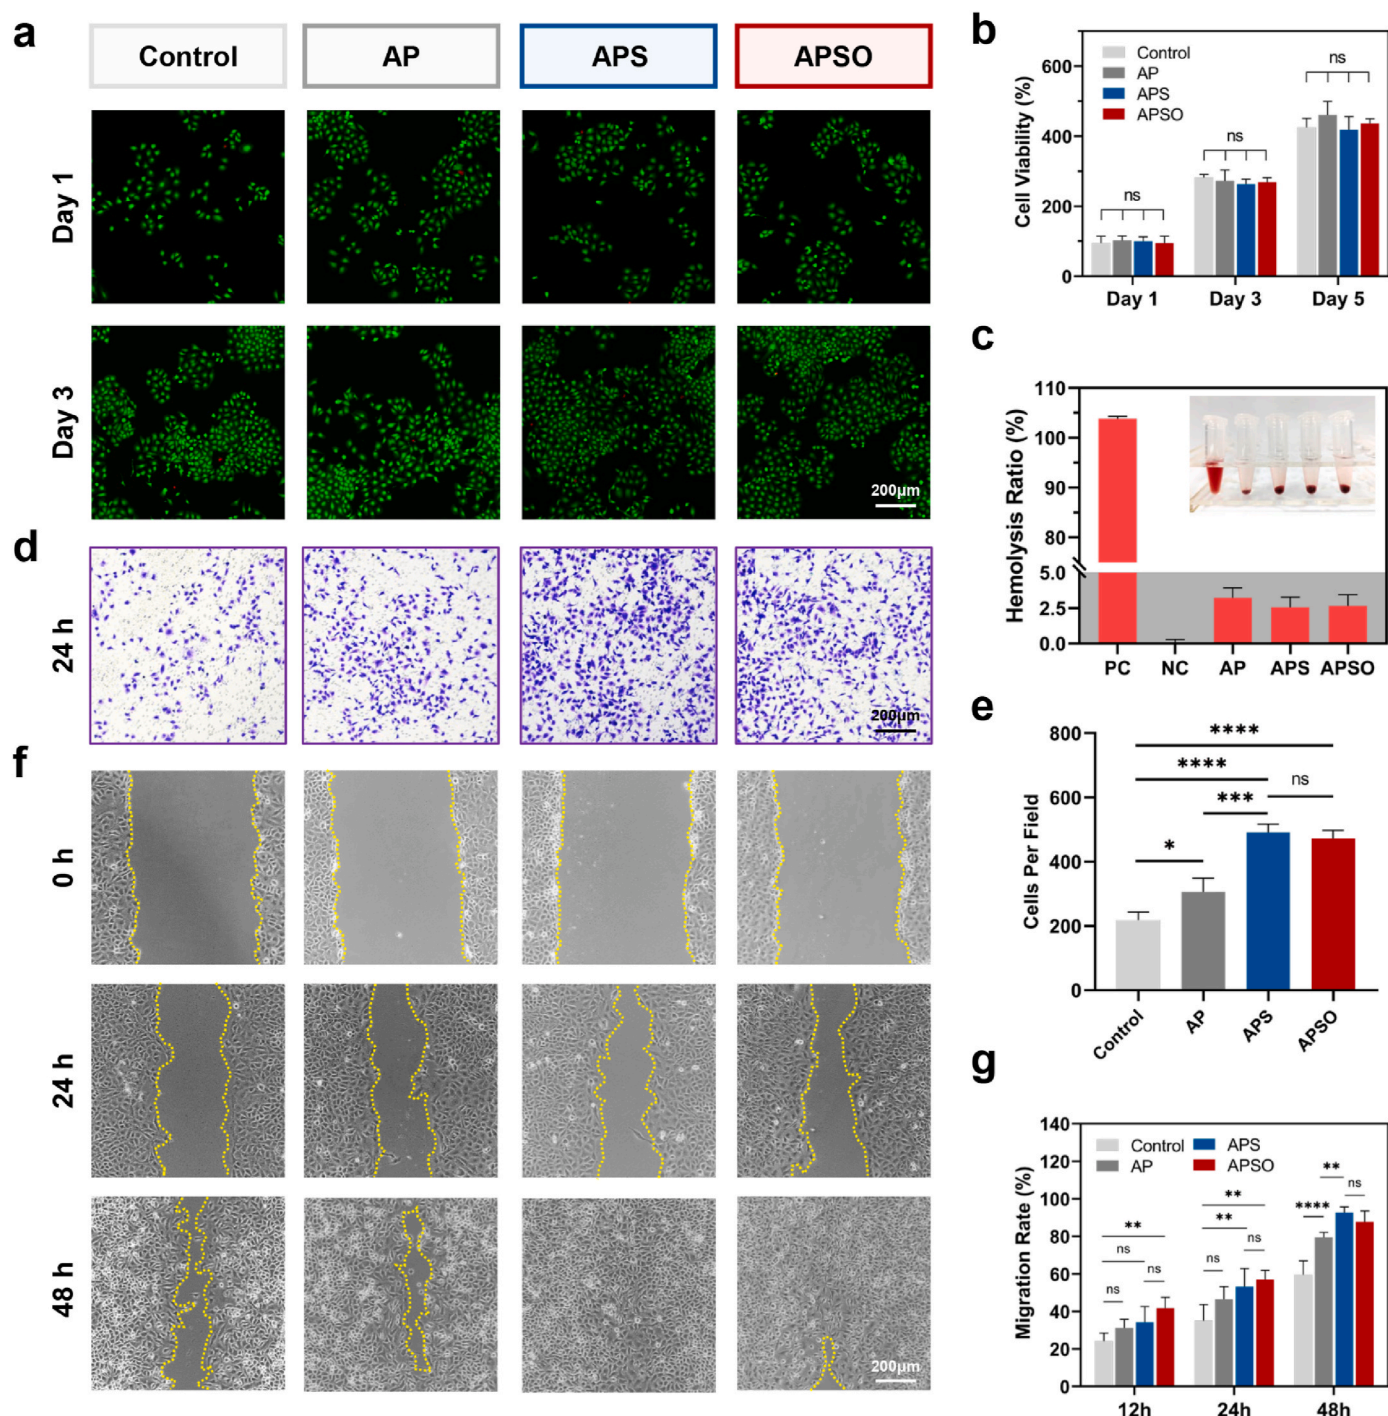 a
Control
AP
APS
APSO
Day 1
Day 3
200μm
b
Cell Viability (%)
600
400
200
0
Control
AP
APS
APSO
ns
ns
ns
Day 1
Day 3
Day 5
c
Hemolysis Ratio (%)
110
100
90
80
5.0
2.5
0.0
PC
NC
AP
APS
APSO
d
24 h
200μm
e
Cells Per Field
800
600
400
200
0
****
****
ns
***
*
Control
AP
APS
APSO
f
0 h
24 h
48 h
200μm
g
Migration Rate (%)
140
120
100
80
60
40
20
0
Control
APS
AP
APSO
**
ns
ns
ns
**
**
ns
ns
**
ns
****
12h
24h
48h